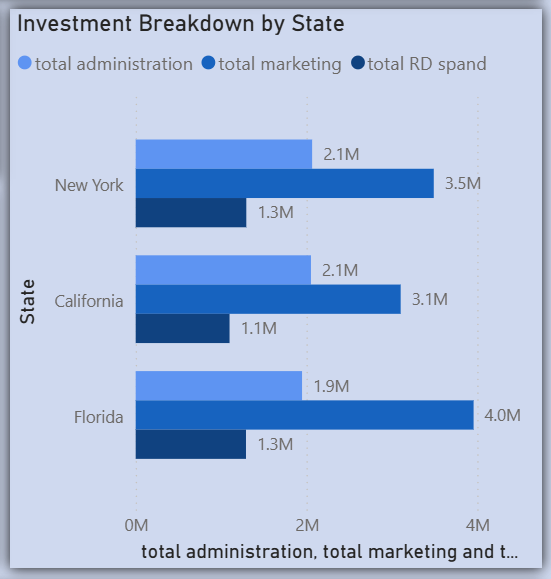 Investment Breakdown by State
total administration total marketing total RD spand
2.1M
New York 3.5M
1.3M
2.1M
California 3.1M
1.1M
1.9M
Florida 4.0M
1.3M
State
0M 2M 4M
total administration, total marketing and t...